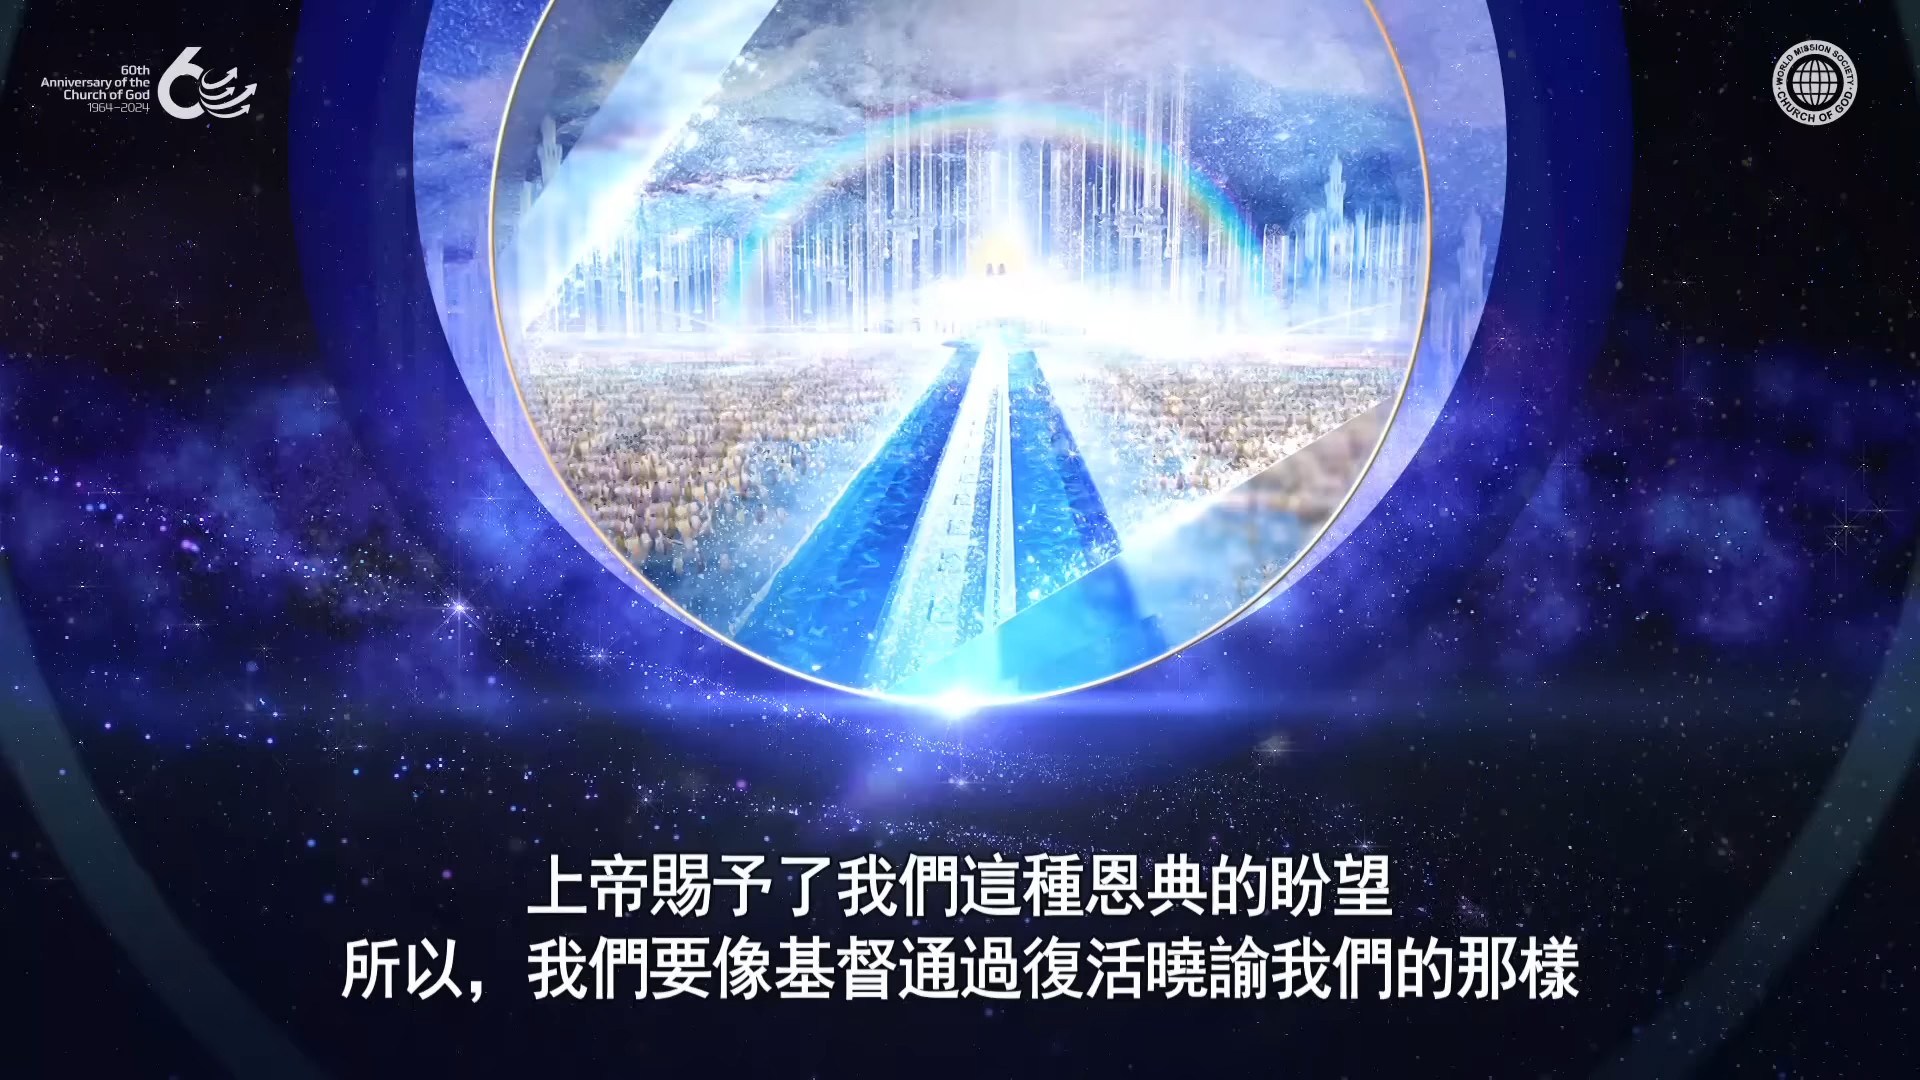 60th
Anniversary of the
Church of God
1964–2024
60
WORLD MISSION SOCIETY
CHURCH OF GOD
上帝賜予了我們這種恩典的盼望
所以，我們要像基督通過復活曉諭我們的那樣